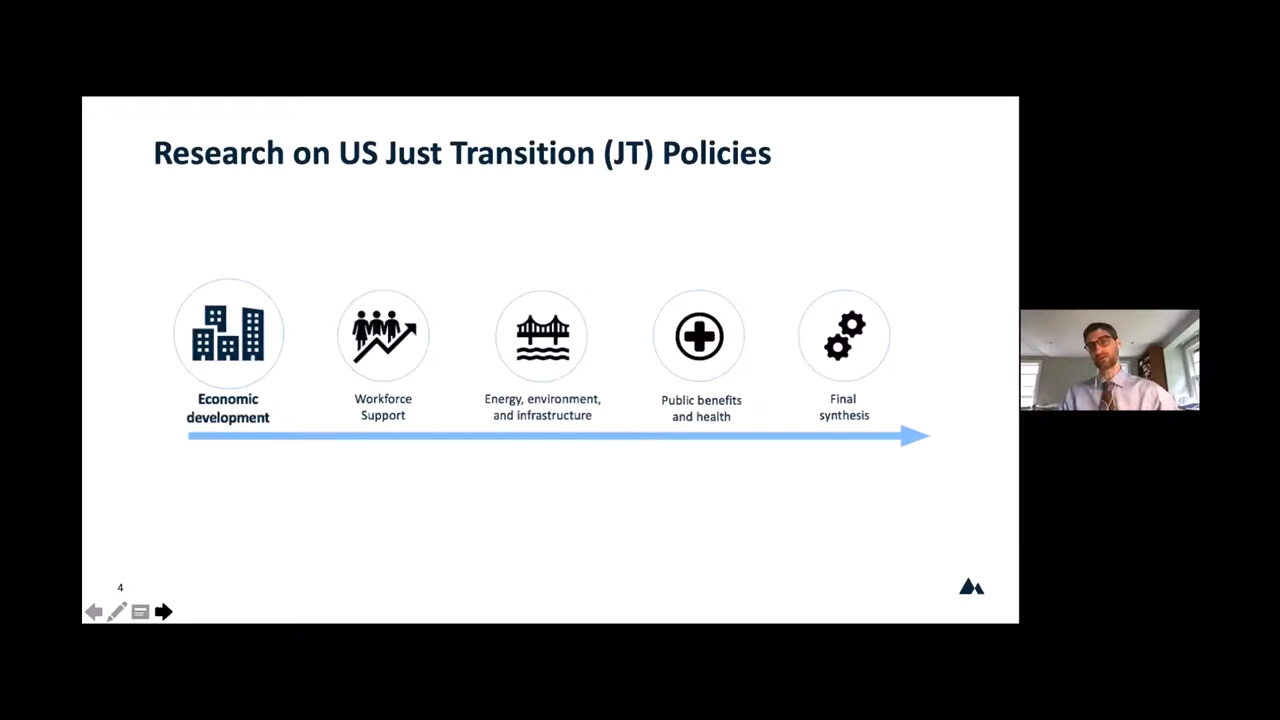 Research on US Just Transition (JT) Policies
Economic
development
Workforce
Support
Energy, environment,
and infrastructure
Public benefits
and health
Final
synthesis
4